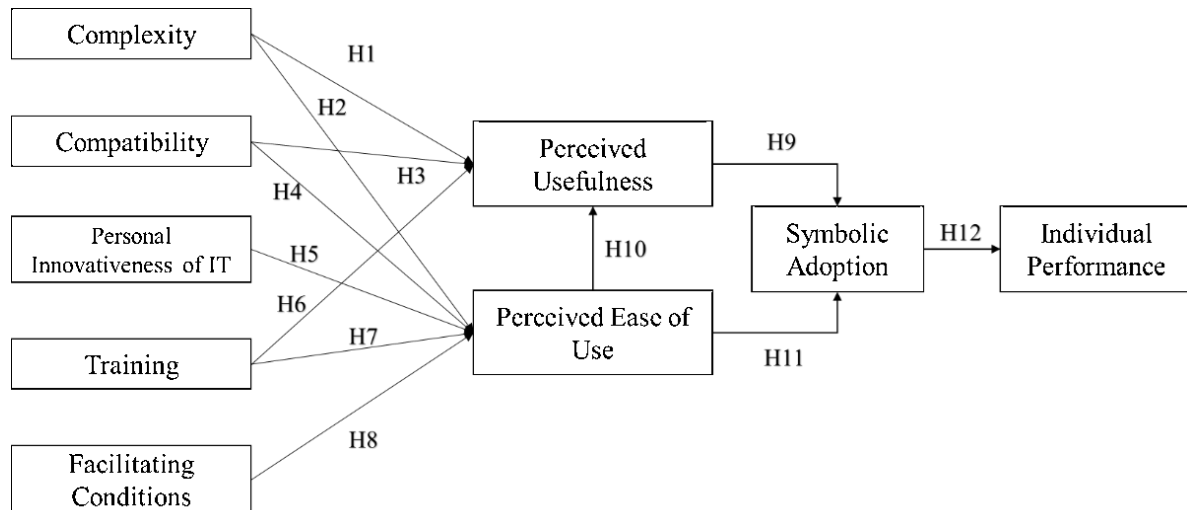 Complexity
H1
H2
Compatibility
H3
H4
Perceived
Usefulness
H9
Personal
Innovativeness of IT
H5
H10
Symbolic
Adoption
H12
Individual
Performance
H6
Training
H7
Perceived Ease of
Use
H11
H8
Facilitating
Conditions